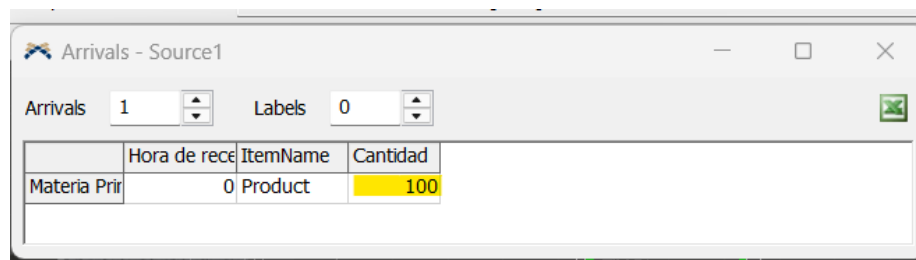 Arrivals - Source1
Arrivals 1 Labels 0
Hora de rece ItemName Cantidad
Materia Prir 0 Product 100